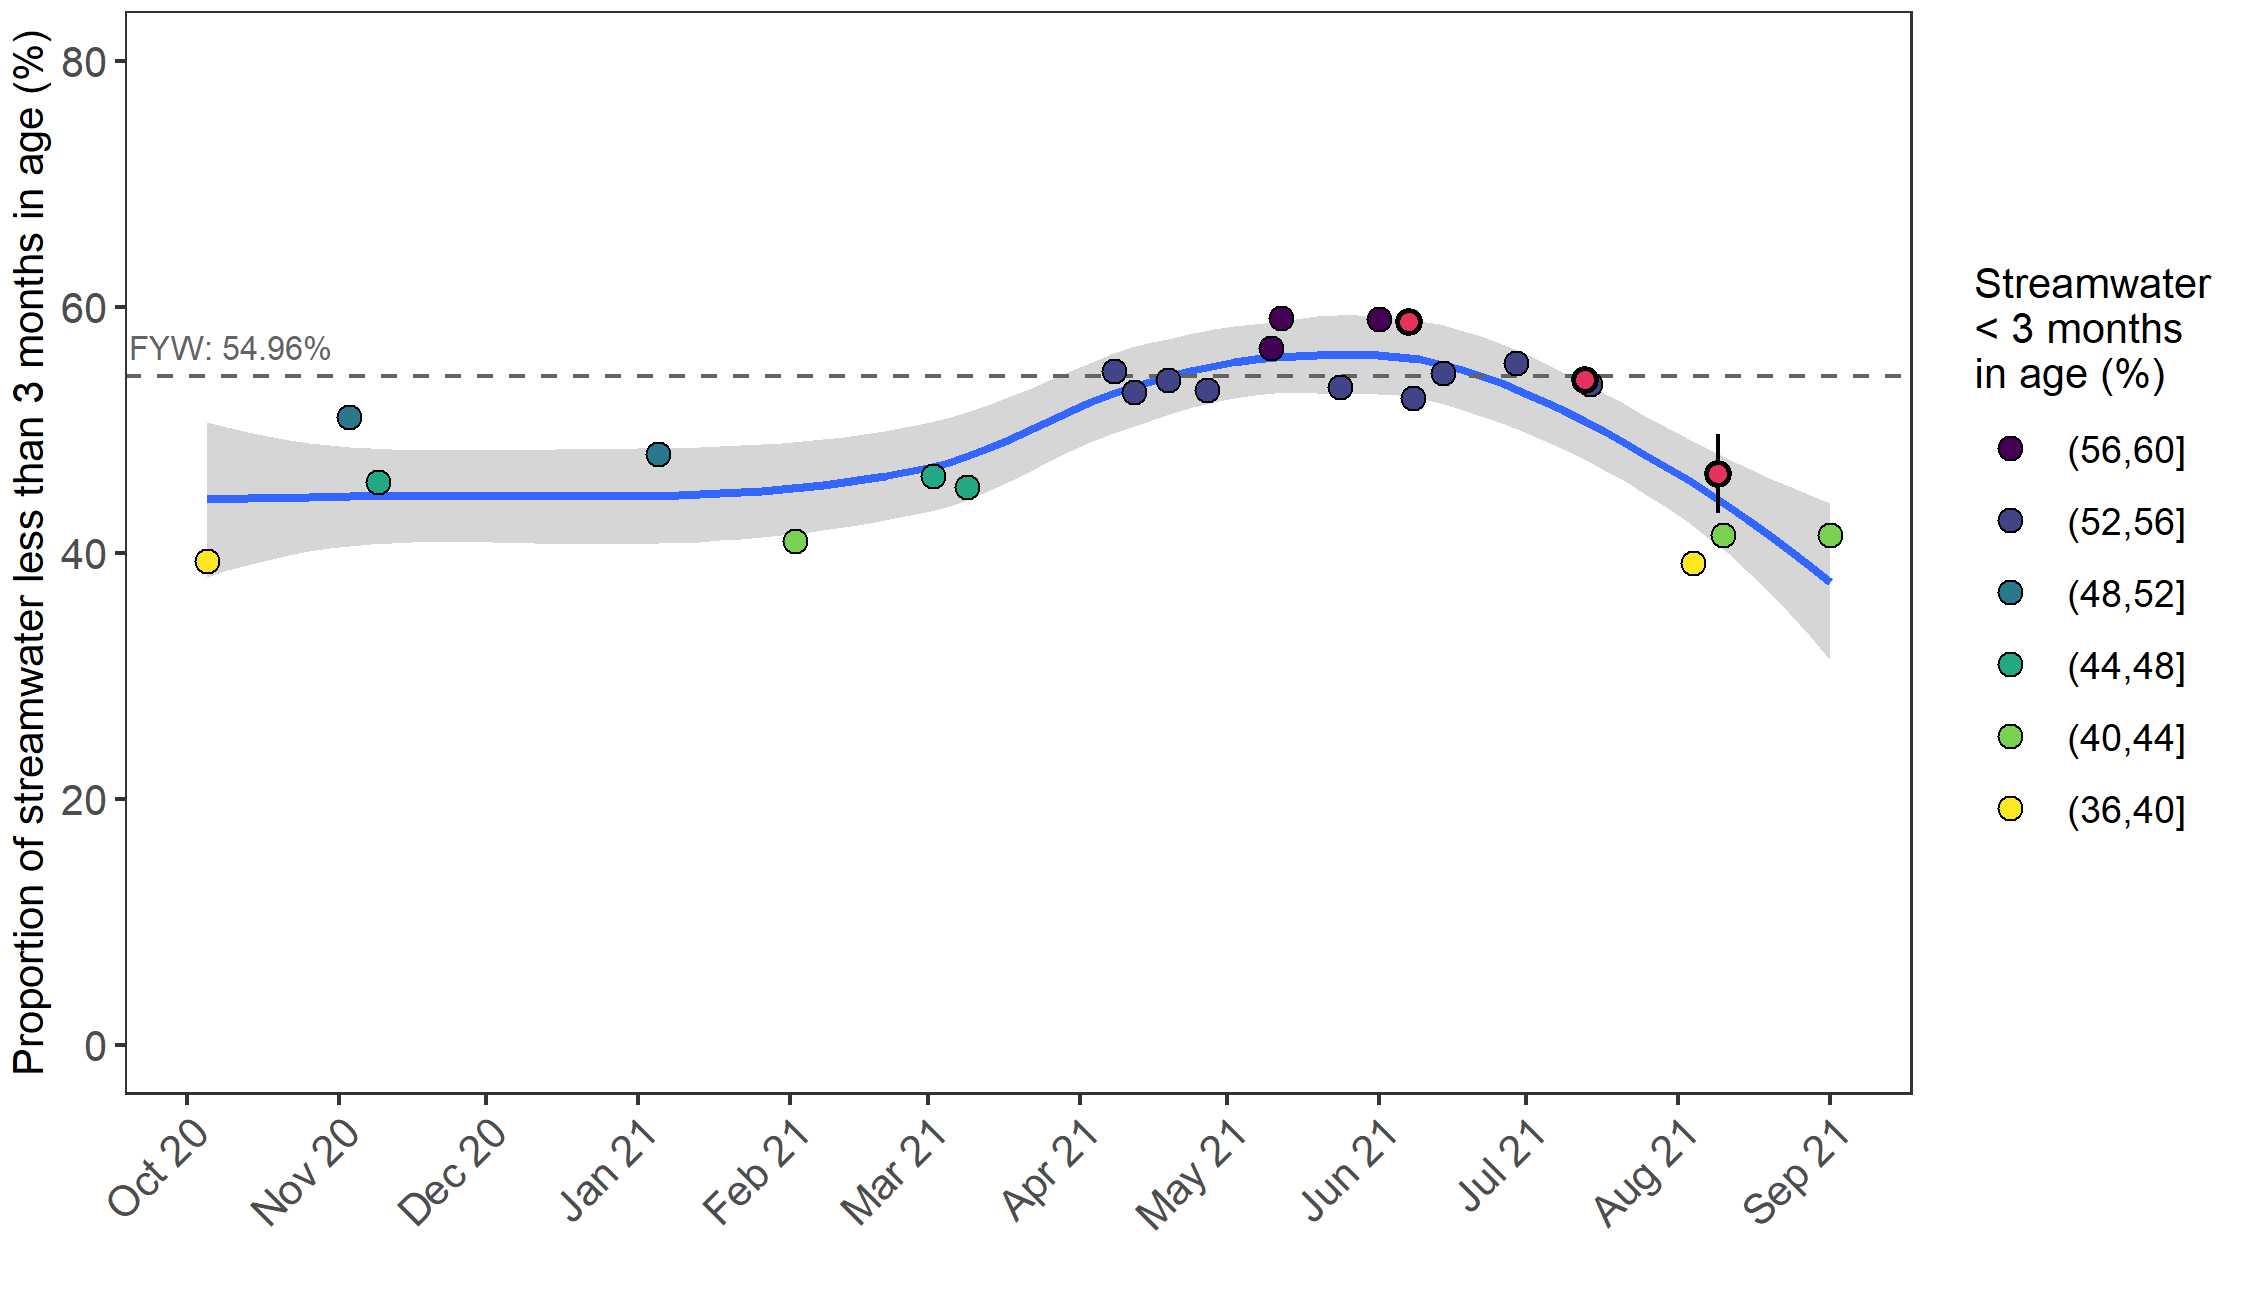 Proportion of streamwater less than 3 months in age (%)
80
60
40
20
0
FYW: 54.96%
Oct 20
Nov 20
Dec 20
Jan 21
Feb 21
Mar 21
Apr 21
May 21
Jun 21
Jul 21
Aug 21
Sep 21
Streamwater
< 3 months
in age (%)
(56,60]
(52,56]
(48,52]
(44,48]
(40,44]
(36,40]